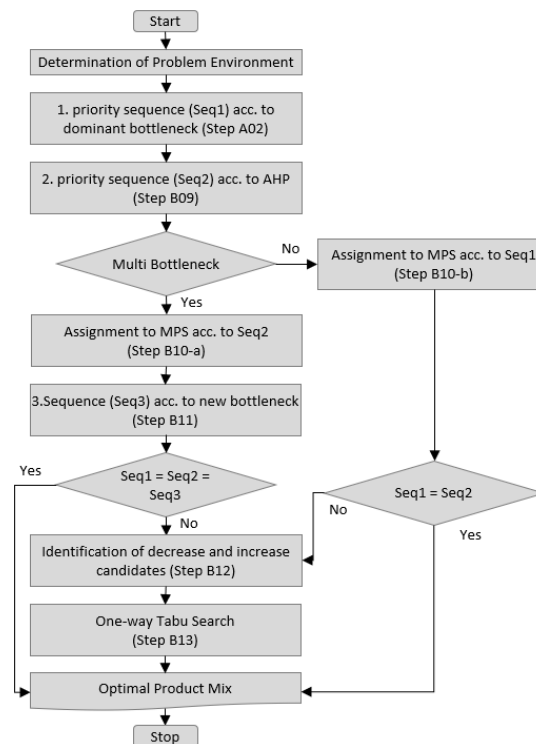 Start
Determination of Problem Environment
1. priority sequence (Seq1) acc. to
dominant bottleneck (Step A02)
2. priority sequence (Seq2) acc. to AHP
(Step B09)
Multi Bottleneck
No
Assignment to MPS acc. to Seq1
(Step B10-b)
Yes
Assignment to MPS acc. to Seq2
(Step B10-a)
3.Sequence (Seq3) acc. to new bottleneck
(Step B11)
Yes
Seq1 = Seq2 =
Seq3
Seq1 = Seq2
No
No
Yes
Identification of decrease and increase
candidates (Step B12)
One-way Tabu Search
(Step B13)
Optimal Product Mix
Stop